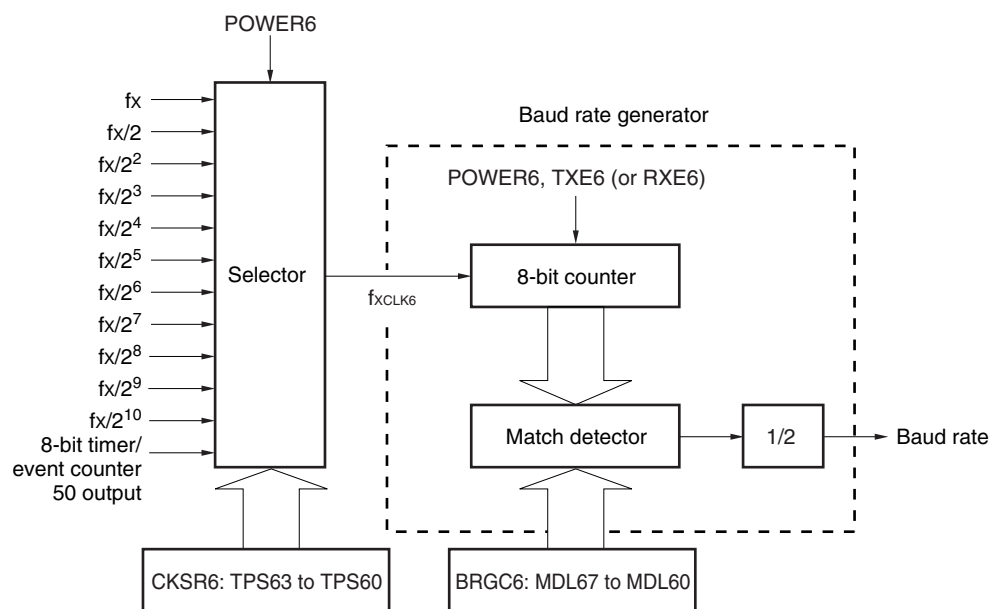 POWER6
fx
fx/2
fx/2²
fx/2³
fx/2⁴
fx/2⁵
fx/2⁶
fx/2⁷
fx/2⁸
fx/2⁹
fx/2¹⁰
8-bit timer/
event counter
50 output
Selector
fXCLK6
Baud rate generator
POWER6, TXE6 (or RXE6)
8-bit counter
Match detector
1/2
Baud rate
CKSR6: TPS63 to TPS60
BRGC6: MDL67 to MDL60